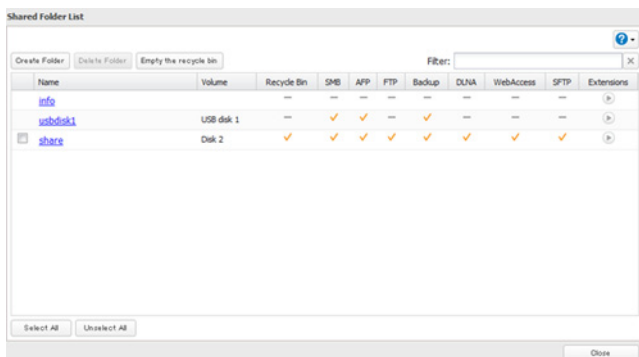 Shared Folder List
?
Create Folder Delete Folder Empty the recycle bin Filter:
Name Volume Recycle Bin SMB AFP FTP Backup DLNA WebAccess SFTP Extensions
info — — — — — — — —
usbdisk1 USB disk 1 — ✓ ✓ — ✓ — — —
share Disk 2 ✓ ✓ ✓ ✓ ✓ ✓ ✓ ✓
Select All Unselect All
Close